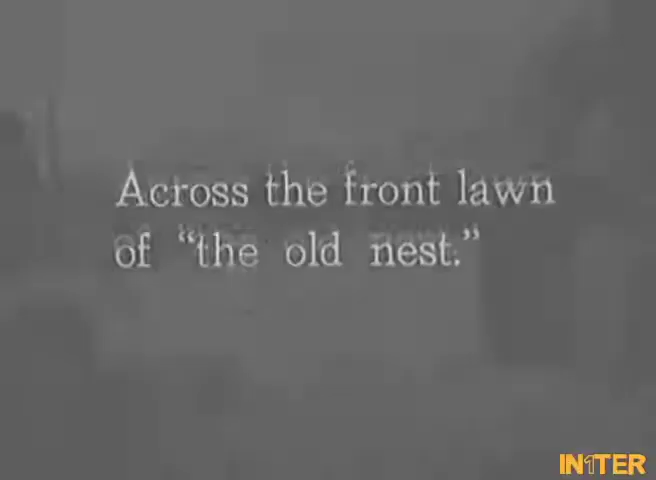 Across the front lawn
of “the old nest.”
IN1TER